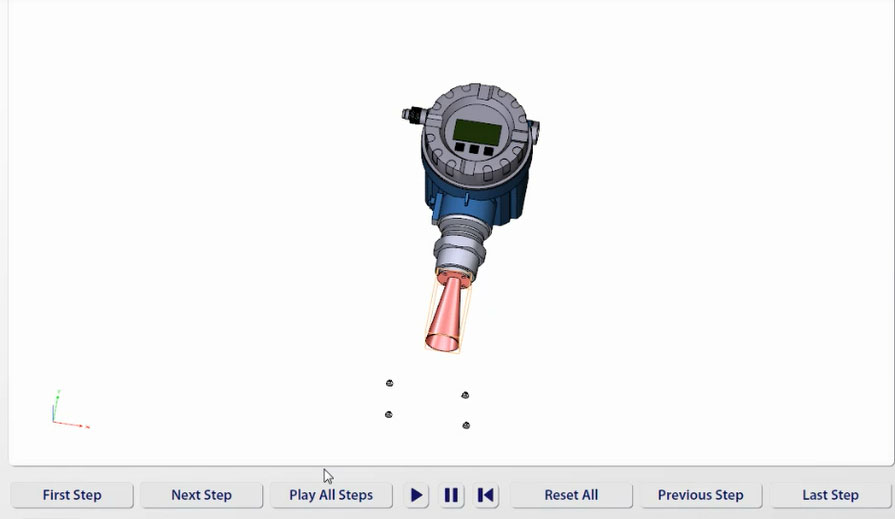 First Step
Next Step
Play All Steps
Reset All
Previous Step
Last Step